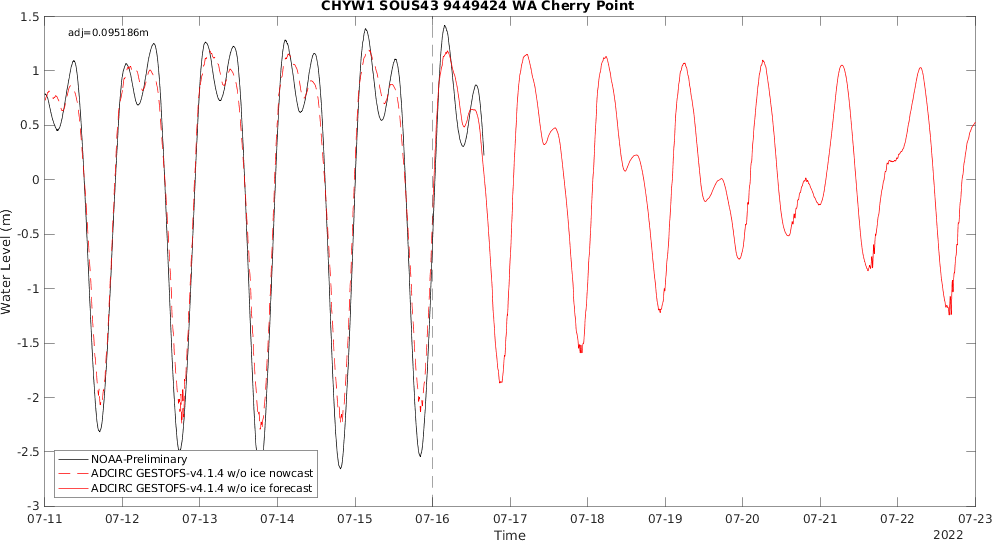 CHYW1 SOUS43 9449424 WA Cherry Point
adj=0.095186m
1.5
1
0.5
0
-0.5
-1
-1.5
-2
-2.5
-3
Water Level (m)
NOAA-Preliminary
ADCIRC GESTOFS-v4.1.4 w/o ice nowcast
ADCIRC GESTOFS-v4.1.4 w/o ice forecast
07-11 07-12 07-13 07-14 07-15 07-16 07-17 07-18 07-19 07-20 07-21 07-22 07-23
Time
2022